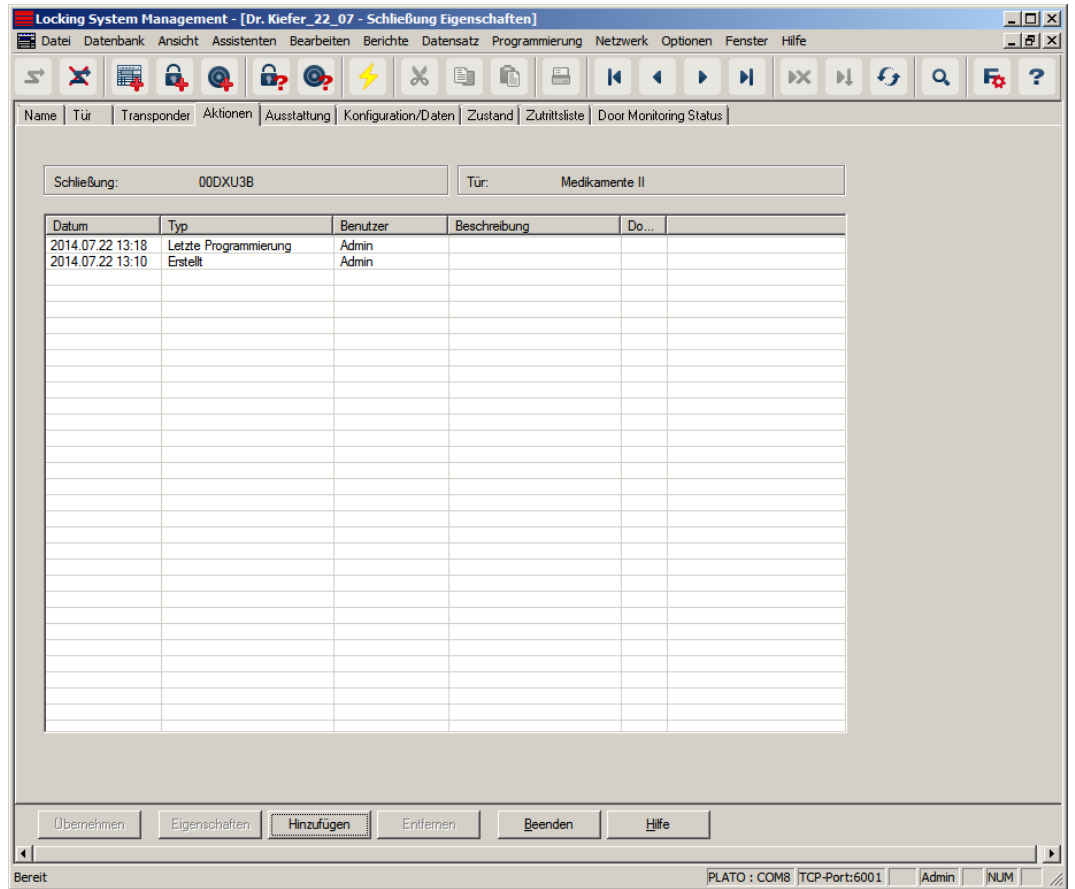 Locking System Management - [Dr. Kiefer_22_07 - Schließung Eigenschaften]
Datei Datenbank Ansicht Assistenten Bearbeiten Berichte Datensatz Programmierung Netzwerk Optionen Fenster Hilfe
Name Tür Transponder Aktionen Ausstattung Konfiguration/Daten Zustand Zutrittsliste Door Monitoring Status
Schließung: 00DXU3B Tür: Medikamente II
Datum Typ Benutzer Beschreibung Do...
2014.07.22 13:18 Letzte Programmierung Admin
2014.07.22 13:10 Erstellt Admin
Übernehmen Eigenschaften Hinzufügen Entfernen Beenden Hilfe
Bereit PLATO : COM8 TCP-Port:6001 Admin NUM